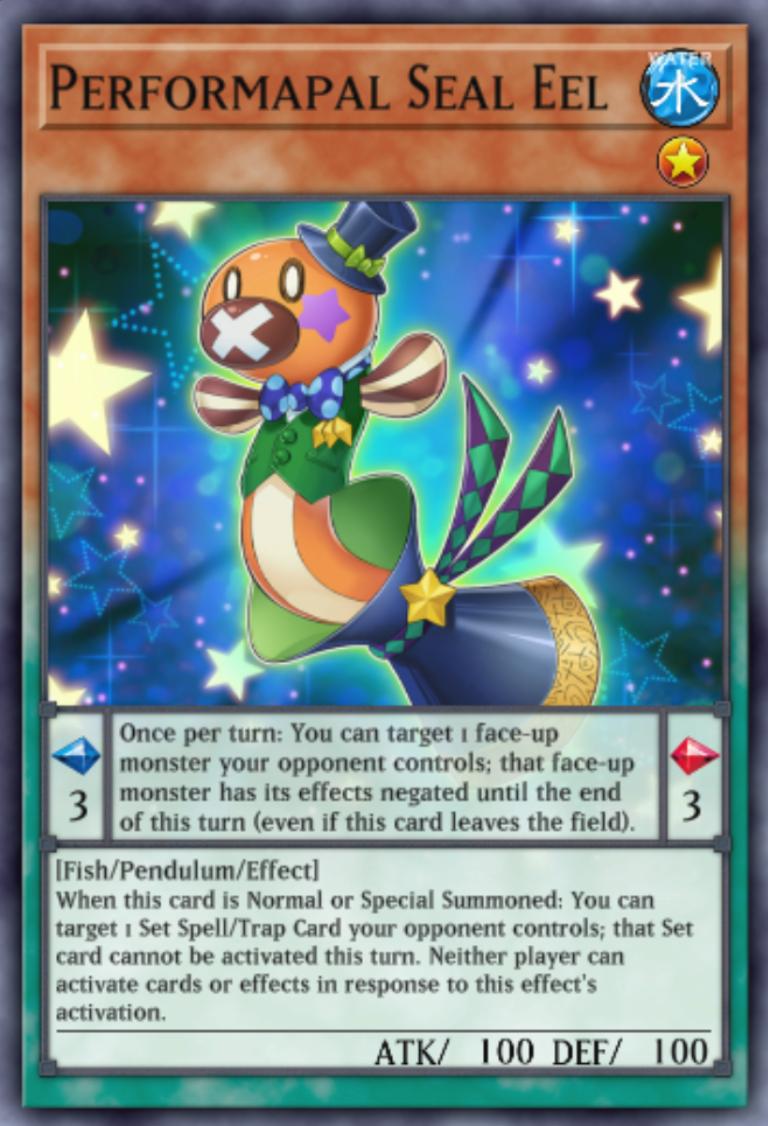 PERFORMAPAL SEAL EEL
WATER
水
Once per turn: You can target 1 face-up
monster your opponent controls; that face-up
monster has its effects negated until the end
of this turn (even if this card leaves the field).
3
3
[Fish/Pendulum/Effect]
When this card is Normal or Special Summoned: You can
target 1 Set Spell/Trap Card your opponent controls; that Set
card cannot be activated this turn. Neither player can
activate cards or effects in response to this effect's
activation.
ATK/ 100 DEF/ 100